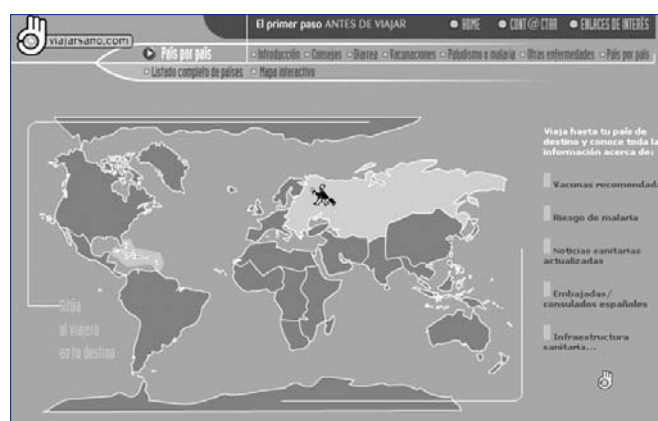 El primer paso ANTES DE VIAJAR
HOME
CONT@CTAR
ENLACES DE INTERÉS
viajarsano.com
País por país
Introducción
Consejos
Diarrea
Vacunaciones
Paludismo o malaria
Otras enfermedades
País por país
Listado completo de países
Mapa interactivo
Viaja hasta tu país de
destino y conoce toda la
información acerca de:
Vacunas recomendada
Riesgo de malaria
Noticias sanitarias
actualizadas
Embajadas/
consulados españoles
Infraestructura
sanitaria...
Sitúa
al viajero
en tu destino